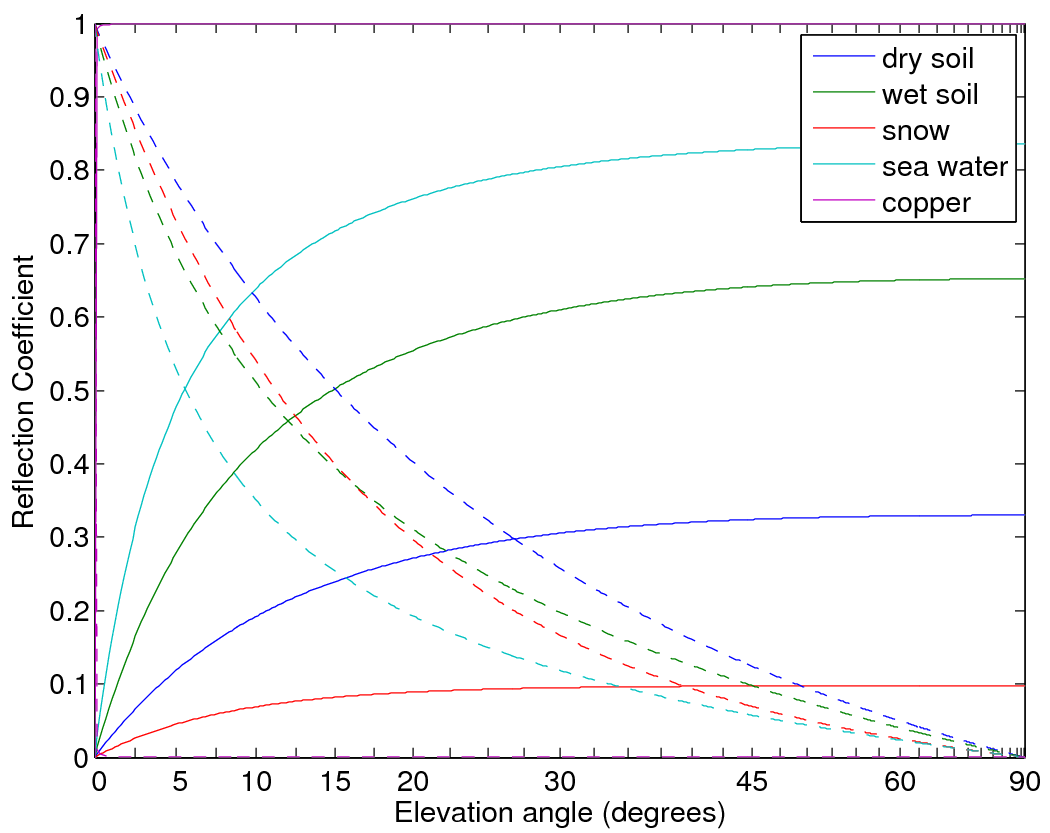 1
0.9
0.8
0.7
0.6
0.5
0.4
0.3
0.2
0.1
0
Reflection Coefficient
dry soil
wet soil
snow
sea water
copper
0 5 10 15 20 30 45 60 90
Elevation angle (degrees)